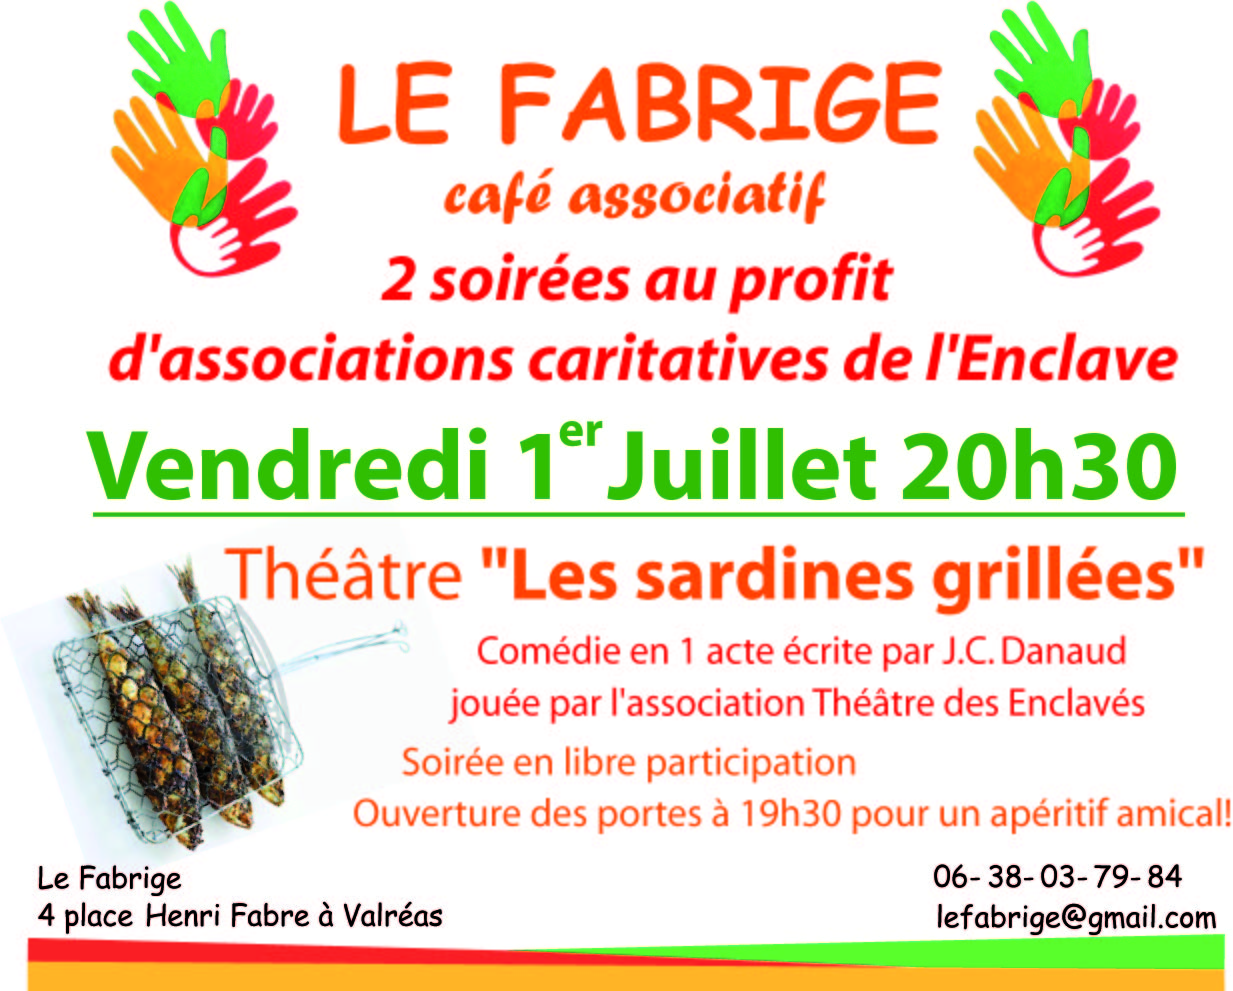 LE FABRIGE
café associatif
2 soirées au profit
d'associations caritatives de l'Enclave
Vendredi 1er Juillet 20h30
Théâtre "Les sardines grillées"
Comédie en 1 acte écrite par J.C. Danaud
jouée par l'association Théâtre des Enclavés
Soirée en libre participation
Ouverture des portes à 19h30 pour un apéritif amical!
Le Fabrige
4 place Henri Fabre à Valréas
06-38-03-79-84
lefabrige@gmail.com